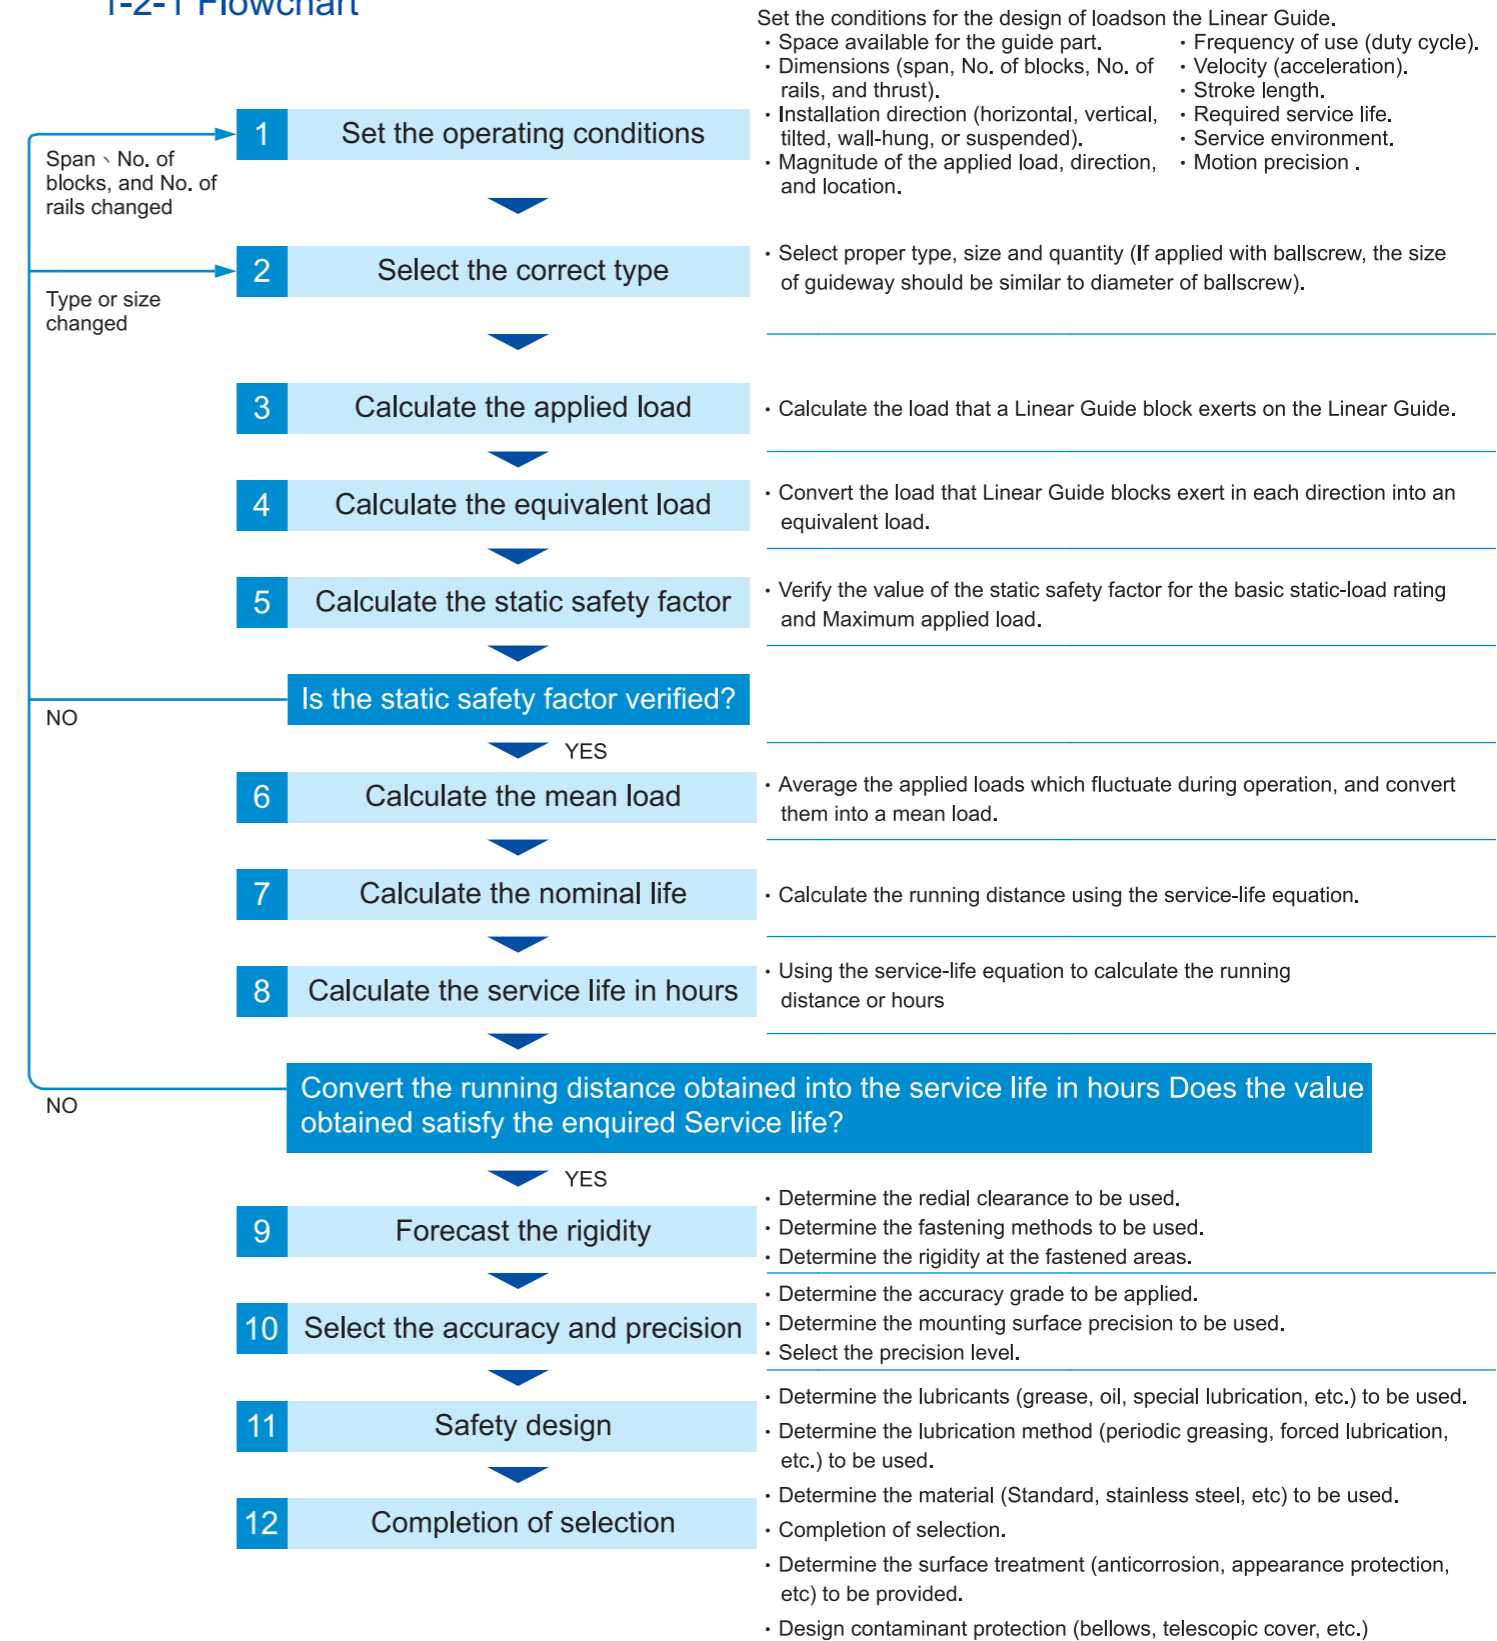 1-2-1 Flowchart
Set the conditions for the design of loadson the Linear Guide.
・Space available for the guide part.
・Dimensions (span, No. of blocks, No. of
rails, and thrust).
・Installation direction (horizontal, vertical,
tilted, wall-hung, or suspended).
・Magnitude of the applied load, direction,
and location.
・Frequency of use (duty cycle).
・Velocity (acceleration).
・Stroke length.
・Required service life.
・Service environment.
・Motion precision .
1 Set the operating conditions
Span、No. of
blocks, and No. of
rails changed
2 Select the correct type
・Select proper type, size and quantity (If applied with ballscrew, the size
of guideway should be similar to diameter of ballscrew).
Type or size
changed
3 Calculate the applied load
・Calculate the load that a Linear Guide block exerts on the Linear Guide.
4 Calculate the equivalent load
・Convert the load that Linear Guide blocks exert in each direction into an
equivalent load.
5 Calculate the static safety factor
・Verify the value of the static safety factor for the basic static-load rating
and Maximum applied load.
Is the static safety factor verified?
NO
YES
6 Calculate the mean load
・Average the applied loads which fluctuate during operation, and convert
them into a mean load.
7 Calculate the nominal life
・Calculate the running distance using the service-life equation.
8 Calculate the service life in hours
・Using the service-life equation to calculate the running
distance or hours
Convert the running distance obtained into the service life in hours Does the value
obtained satisfy the enquired Service life?
NO
YES
9 Forecast the rigidity
・Determine the redial clearance to be used.
・Determine the fastening methods to be used.
・Determine the rigidity at the fastened areas.
10 Select the accuracy and precision
・Determine the accuracy grade to be applied.
・Determine the mounting surface precision to be used.
・Select the precision level.
11 Safety design
・Determine the lubricants (grease, oil, special lubrication, etc.) to be used.
・Determine the lubrication method (periodic greasing, forced lubrication,
etc.) to be used.
・Determine the material (Standard, stainless steel, etc) to be used.
12 Completion of selection
・Completion of selection.
・Determine the surface treatment (anticorrosion, appearance protection,
etc) to be provided.
・Design contaminant protection (bellows, telescopic cover, etc.)